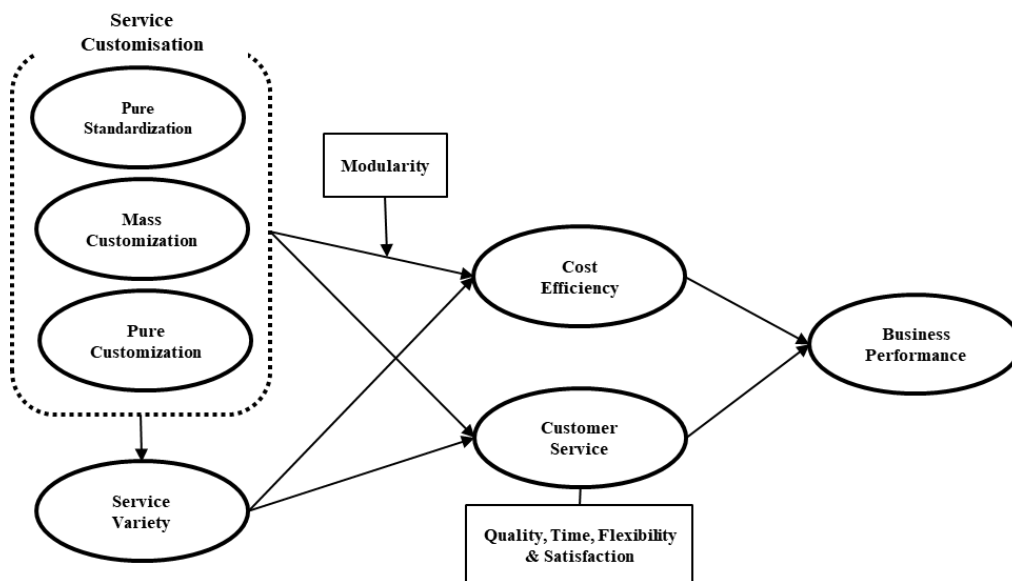 Service
Customisation
Pure
Standardization
Mass
Customization
Pure
Customization
Service
Variety
Modularity
Cost
Efficiency
Customer
Service
Quality, Time, Flexibility
& Satisfaction
Business
Performance